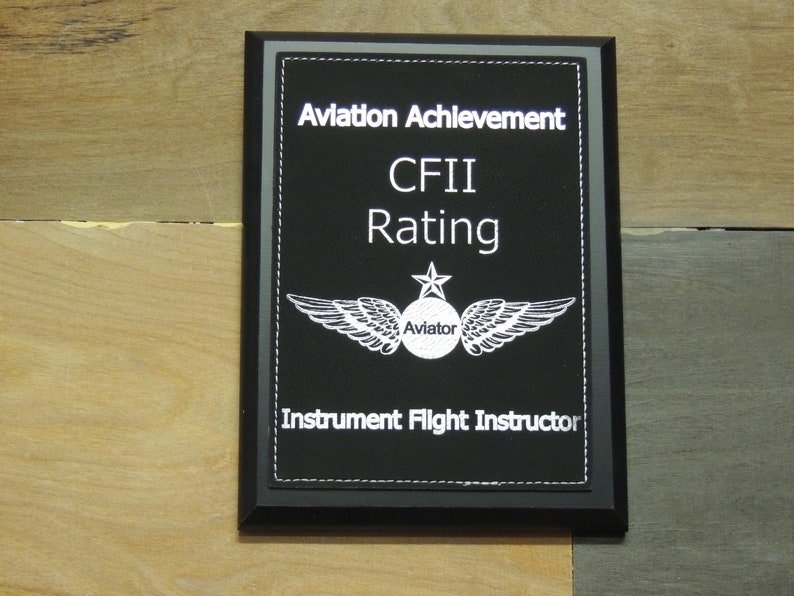 Aviation Achievement
CFII
Rating
Aviator
Instrument Flight Instructor